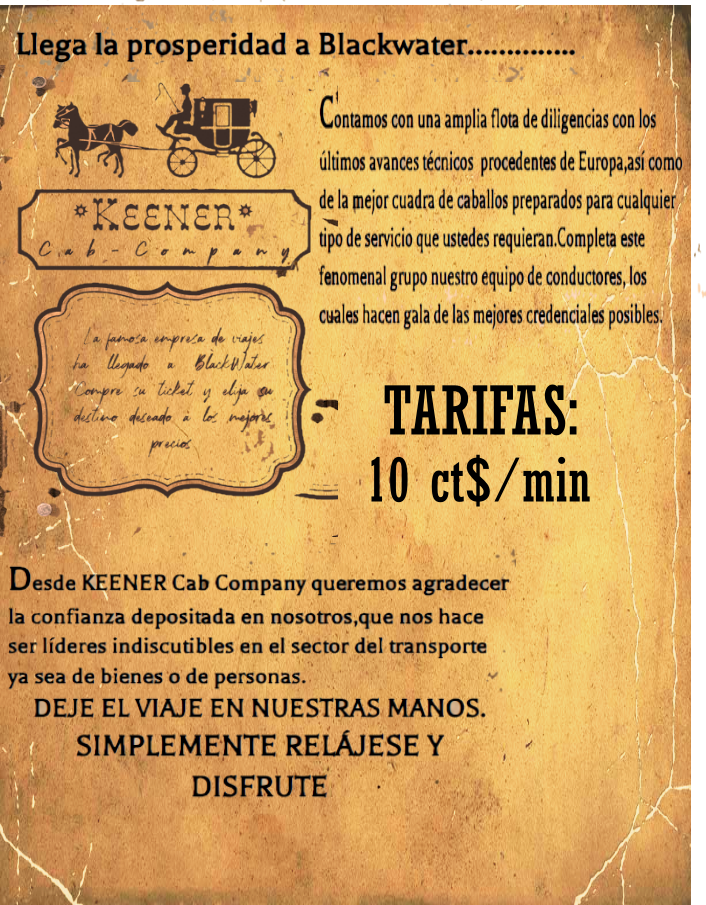 Llega la prosperidad a Blackwater..............
Contamos con una amplia flota de diligencias con los
últimos avances técnicos procedentes de Europa,así como
de la mejor cuadra de caballos preparados para cualquier
tipo de servicio que ustedes requieran.Completa este
fenomenal grupo nuestro equipo de conductores, los
cuales hacen gala de las mejores credenciales posibles.
*KEENER*
Cab-Company
La famosa empresa de viajes
ha llegado a BlackWater
Compre su ticket y elija su
destino deseado a los mejores
precios
TARIFAS:
10 ct$/min
Desde KEENER Cab Company queremos agradecer
la confianza depositada en nosotros,que nos hace
ser líderes indiscutibles en el sector del transporte
ya sea de bienes o de personas.
DEJE EL VIAJE EN NUESTRAS MANOS.
SIMPLEMENTE RELÁJESE Y
DISFRUTE